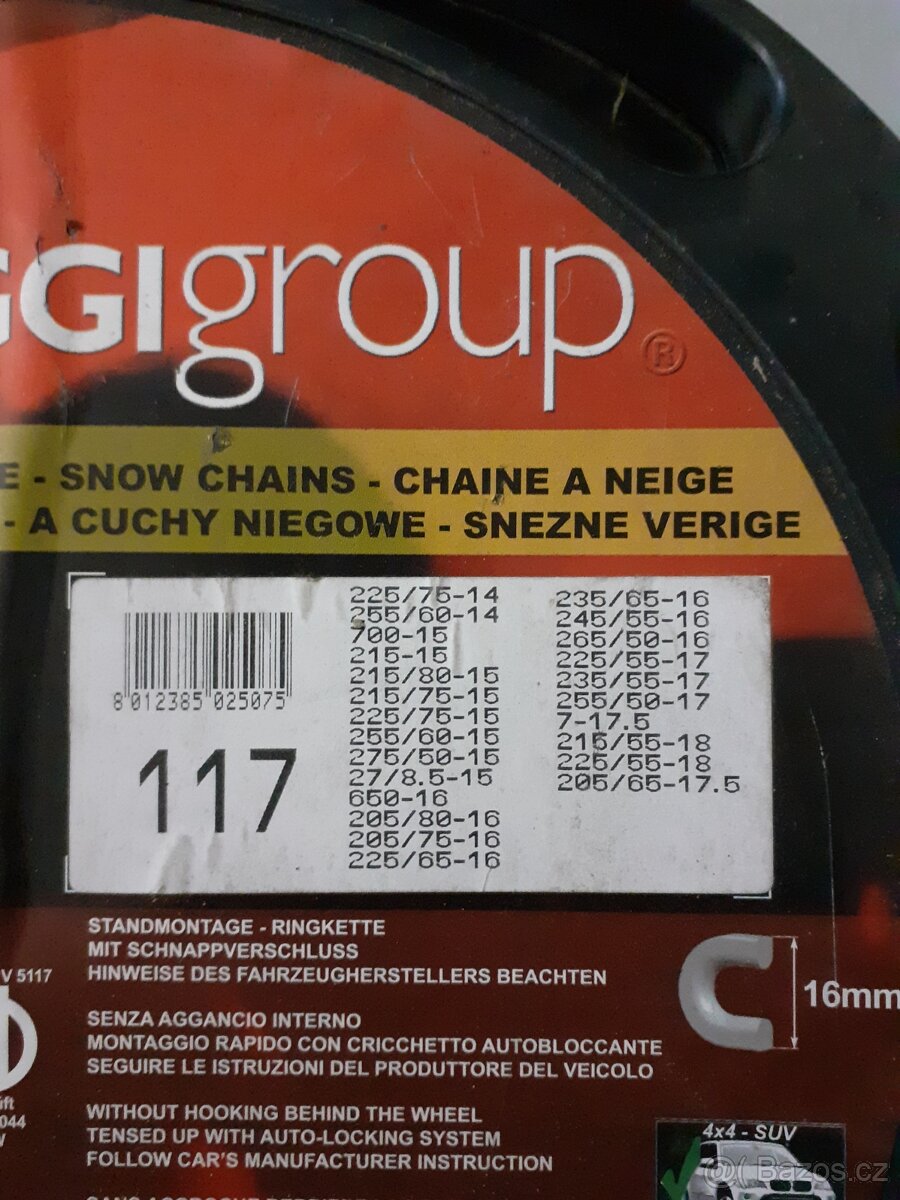 GGIgroup®
E - SNOW CHAINS - CHAINE A NEIGE
- A CUCHY NIEGOWE - SNEZNE VERIGE
8 012385 025075
117
225/75-14
255/60-14
700-15
215-15
215/80-15
215/75-15
225/75-15
255/60-15
275/50-15
27/8.5-15
650-16
205/80-16
205/75-16
225/65-16
235/65-16
245/55-16
265/50-16
225/55-17
235/55-17
255/50-17
7-17.5
215/55-18
225/55-18
205/65-17.5
STANDMONTAGE - RINGKETTE
MIT SCHNAPPVERSCHLUSS
HINWEISE DES FAHRZEUGHERSTELLERS BEACHTEN
V 5117
16mm
SENZA AGGANCIO INTERNO
MONTAGGIO RAPIDO CON CRICCHETTO AUTOBLOCCANTE
SEGUIRE LE ISTRUZIONI DEL PRODUTTORE DEL VEICOLO
044
WITHOUT HOOKING BEHIND THE WHEEL
TENSED UP WITH AUTO-LOCKING SYSTEM
FOLLOW CAR'S MANUFACTURER INSTRUCTION
4x4 - SUV
Bazos.cz